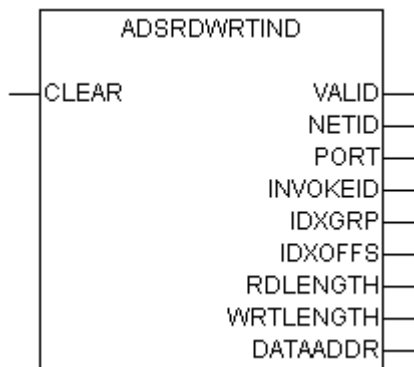 ADSRDWRTIND
CLEAR VALID
NETID
PORT
INVOKEID
IDXGRP
IDXOFFS
RDLENGTH
WRTLENGTH
DATAADDR